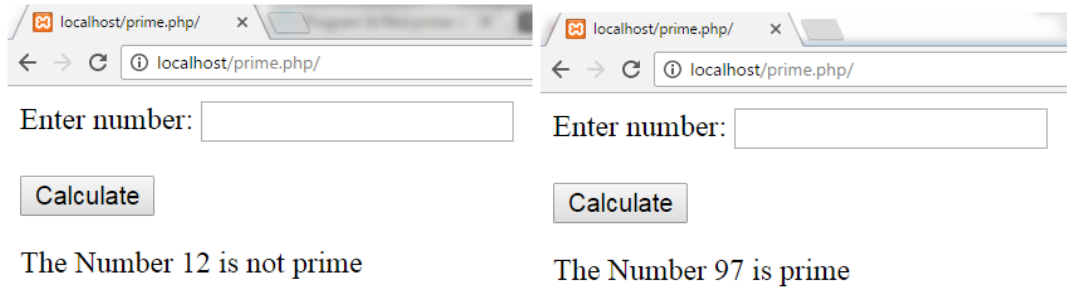 localhost/prime.php/
localhost/prime.php/
Enter number:
Calculate
The Number 12 is not prime
localhost/prime.php/
localhost/prime.php/
Enter number:
Calculate
The Number 97 is prime